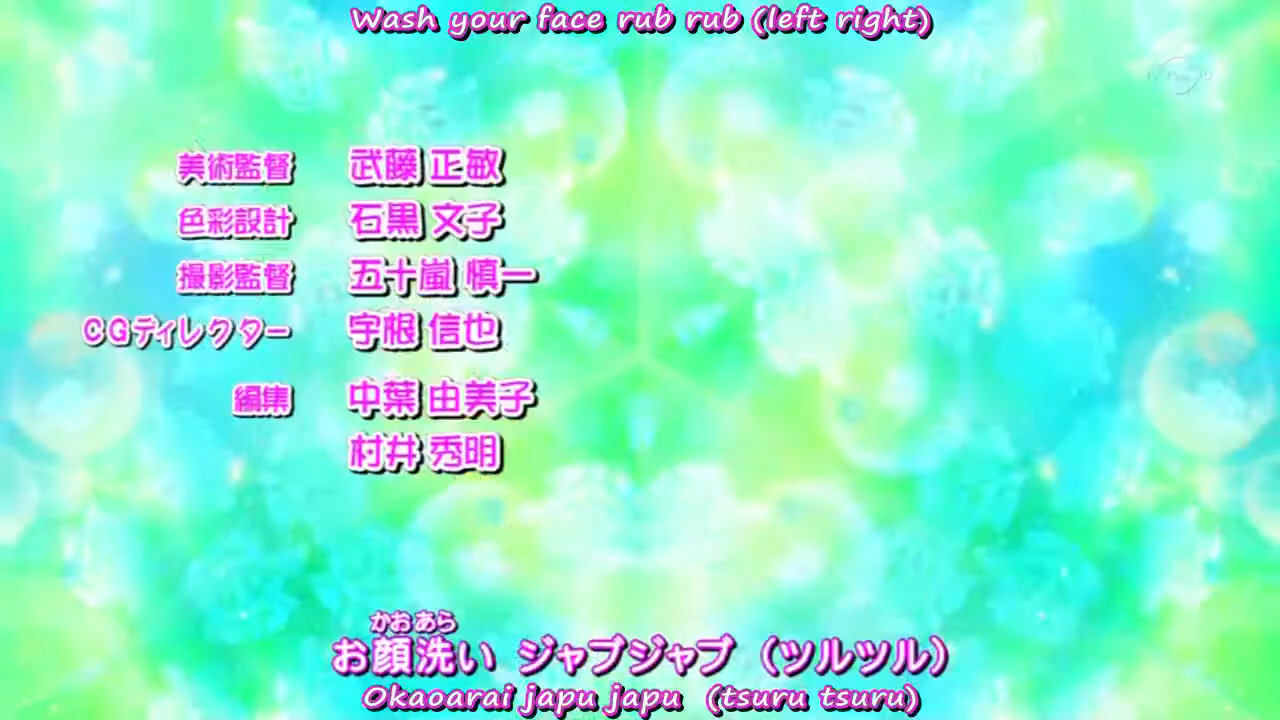 Wash your face rub rub (left right)
美術監督 武藤 正敏
色彩設計 石黒 文子
撮影監督 五十嵐 慎一
CGディレクター 宇根 信也
編集 中葉 由美子
村井 秀明
かおあら
お顔洗い ジャブジャブ (ツルツル)
Okaoarai japu japu (tsuru tsuru)